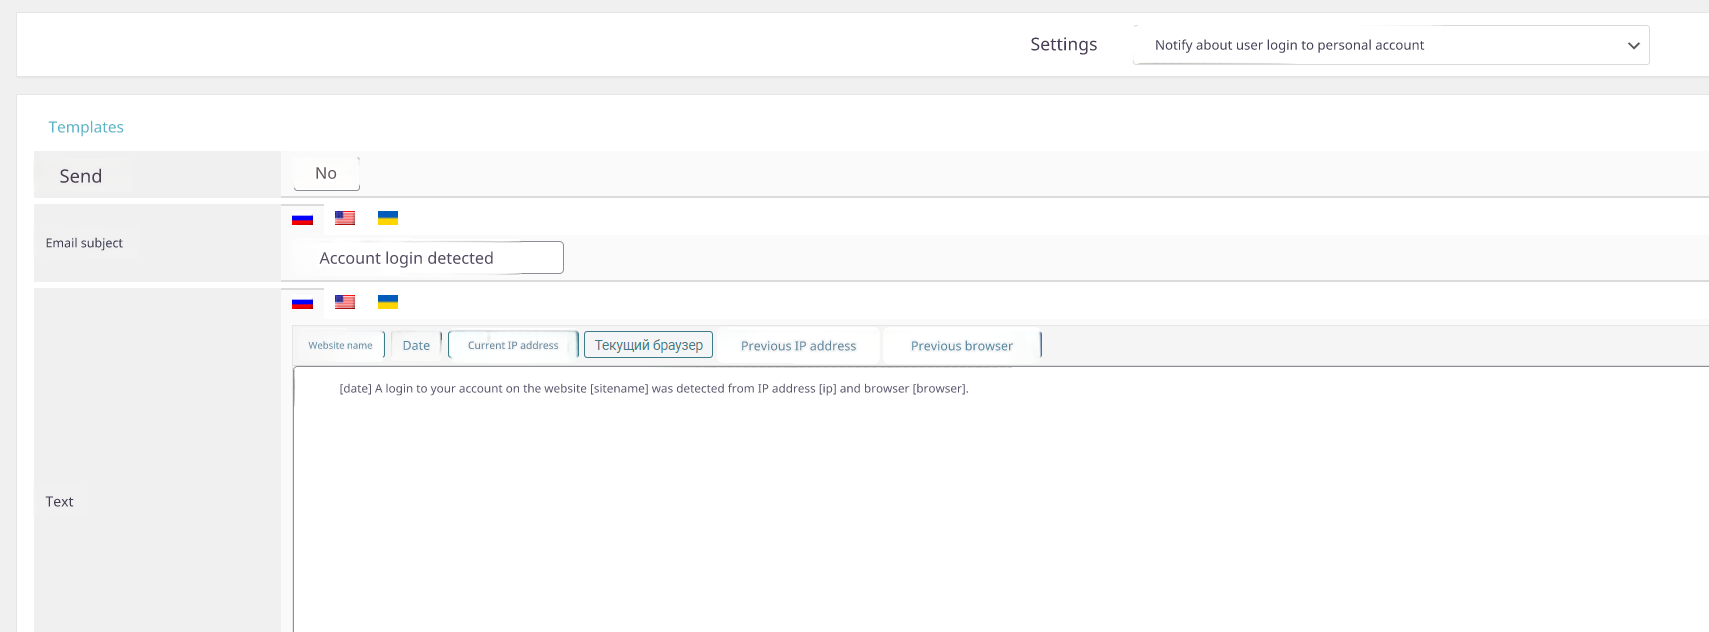 Settings
Notify about user login to personal account
Templates
Send
No
Email subject
Account login detected
Website name
Date
Current IP address
Текущий браузер
Previous IP address
Previous browser
[date] A login to your account on the website [sitename] was detected from IP address [ip] and browser [browser].
Text